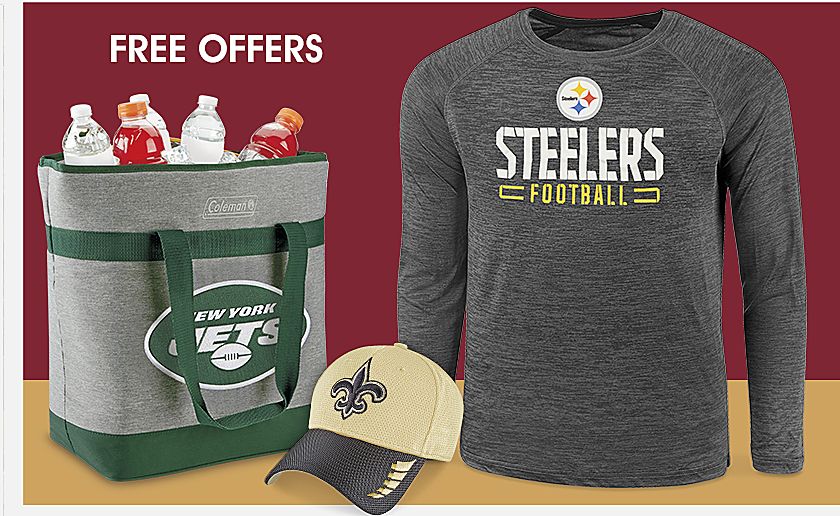 FREE OFFERS
Coleman
NEW YORK
JETS
Steelers
STEELERS
FOOTBALL